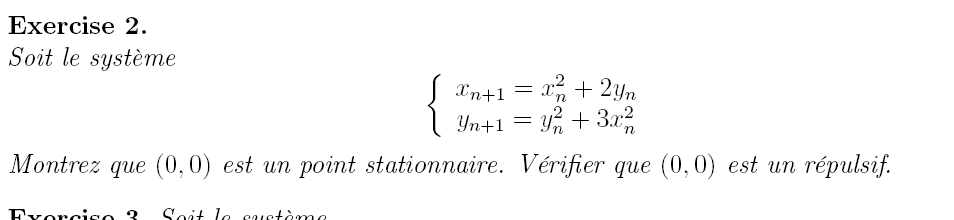 Exercise 2.
Soit le système
{ x_{n+1} = x_n^2 + 2y_n
y_{n+1} = y_n^2 + 3x_n^2
Montrez que (0, 0) est un point stationnaire. Vérifier que (0, 0) est un répulsif.
Exercise 3. Soit le système